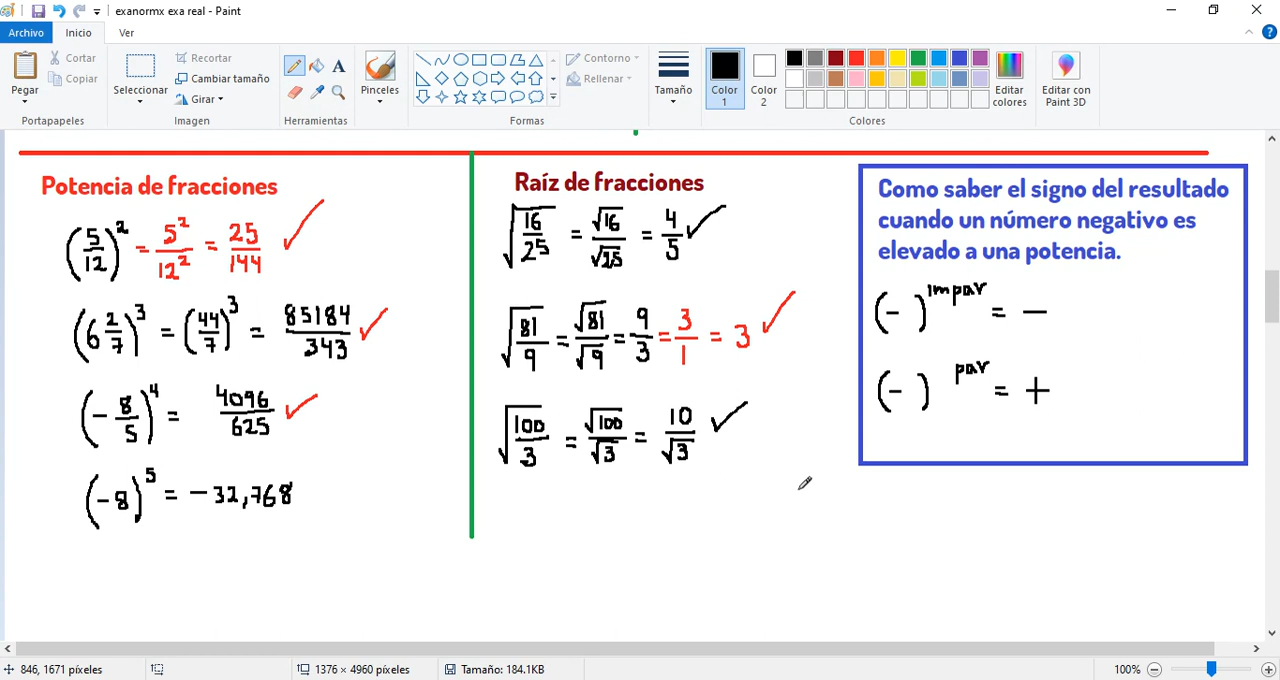 exanormx exa real - Paint
Archivo Inicio Ver
Pegar
Cortar
Copiar
Portapapeles
Seleccionar
Recortar
Cambiar tamaño
Girar
Imagen
A
Herramientas
Pinceles
Contorno
Rellenar
Formas
Tamaño
Color 1
Color 2
Editar colores
Colores
Editar con Paint 3D
Potencia de fracciones
(5/12)² = 5²/12² = 25/144 ✓
(6 2/7)³ = (44/7)³ = 85184/343 ✓
(-8/5)⁴ = 4096/625 ✓
(-8)⁵ = -32,768
Raíz de fracciones
√(16/25) = √16/√25 = 4/5 ✓
√(81/9) = √81/√9 = 9/3 = 3/1 = 3 ✓
√(100/3) = √100/√3 = 10/√3 ✓
Como saber el signo del resultado
cuando un número negativo es
elevado a una potencia.
(-)^impar = -
(-)^par = +
846, 1671 píxeles
1376 × 4960 píxeles
Tamaño: 184.1KB
100%